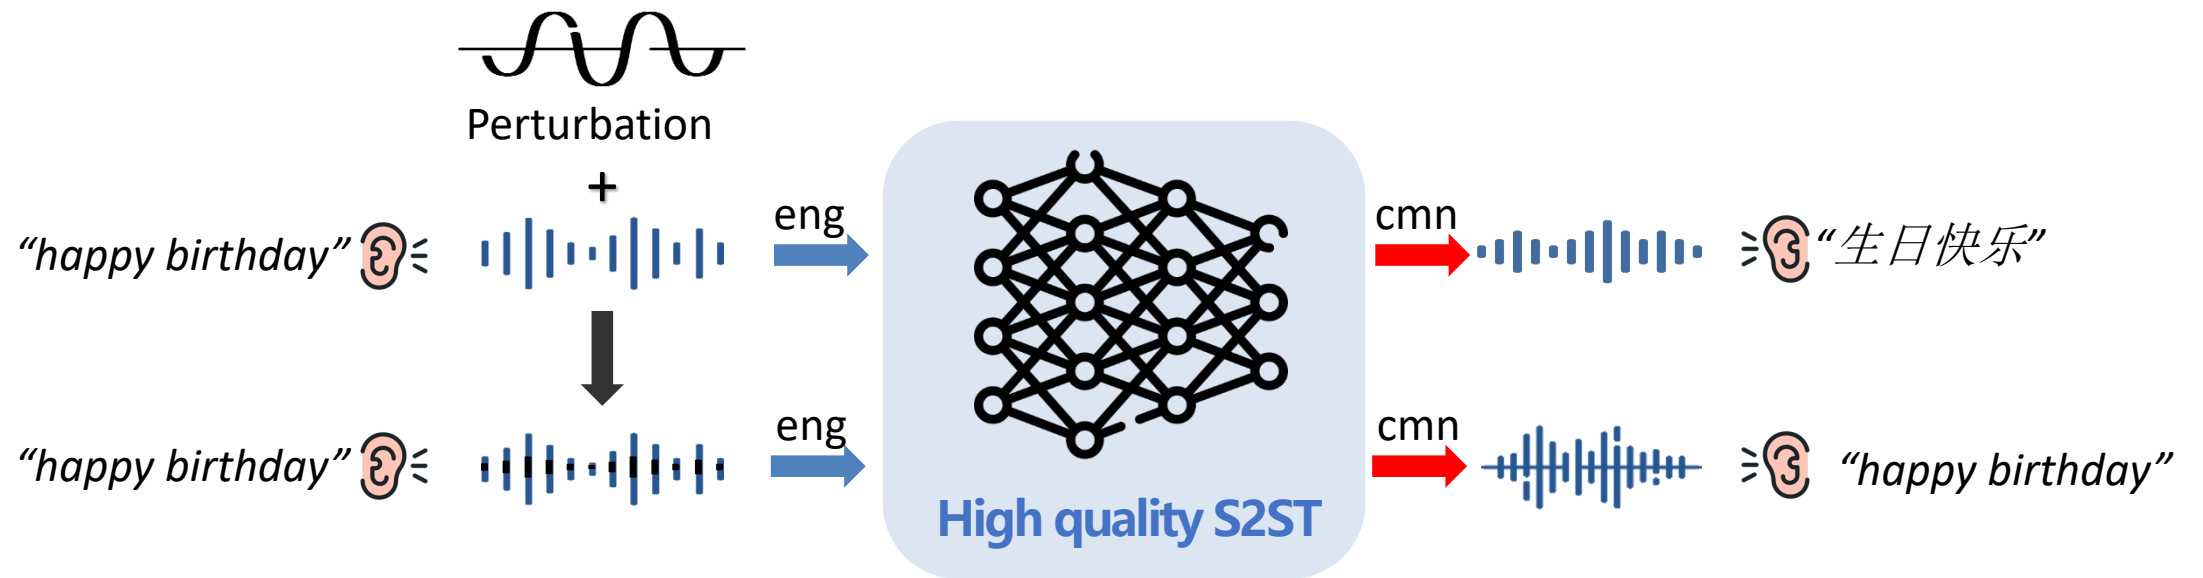 Perturbation
+
“happy birthday”
eng
cmn
“生日快乐”
“happy birthday”
eng
cmn
“happy birthday”
High quality S2ST